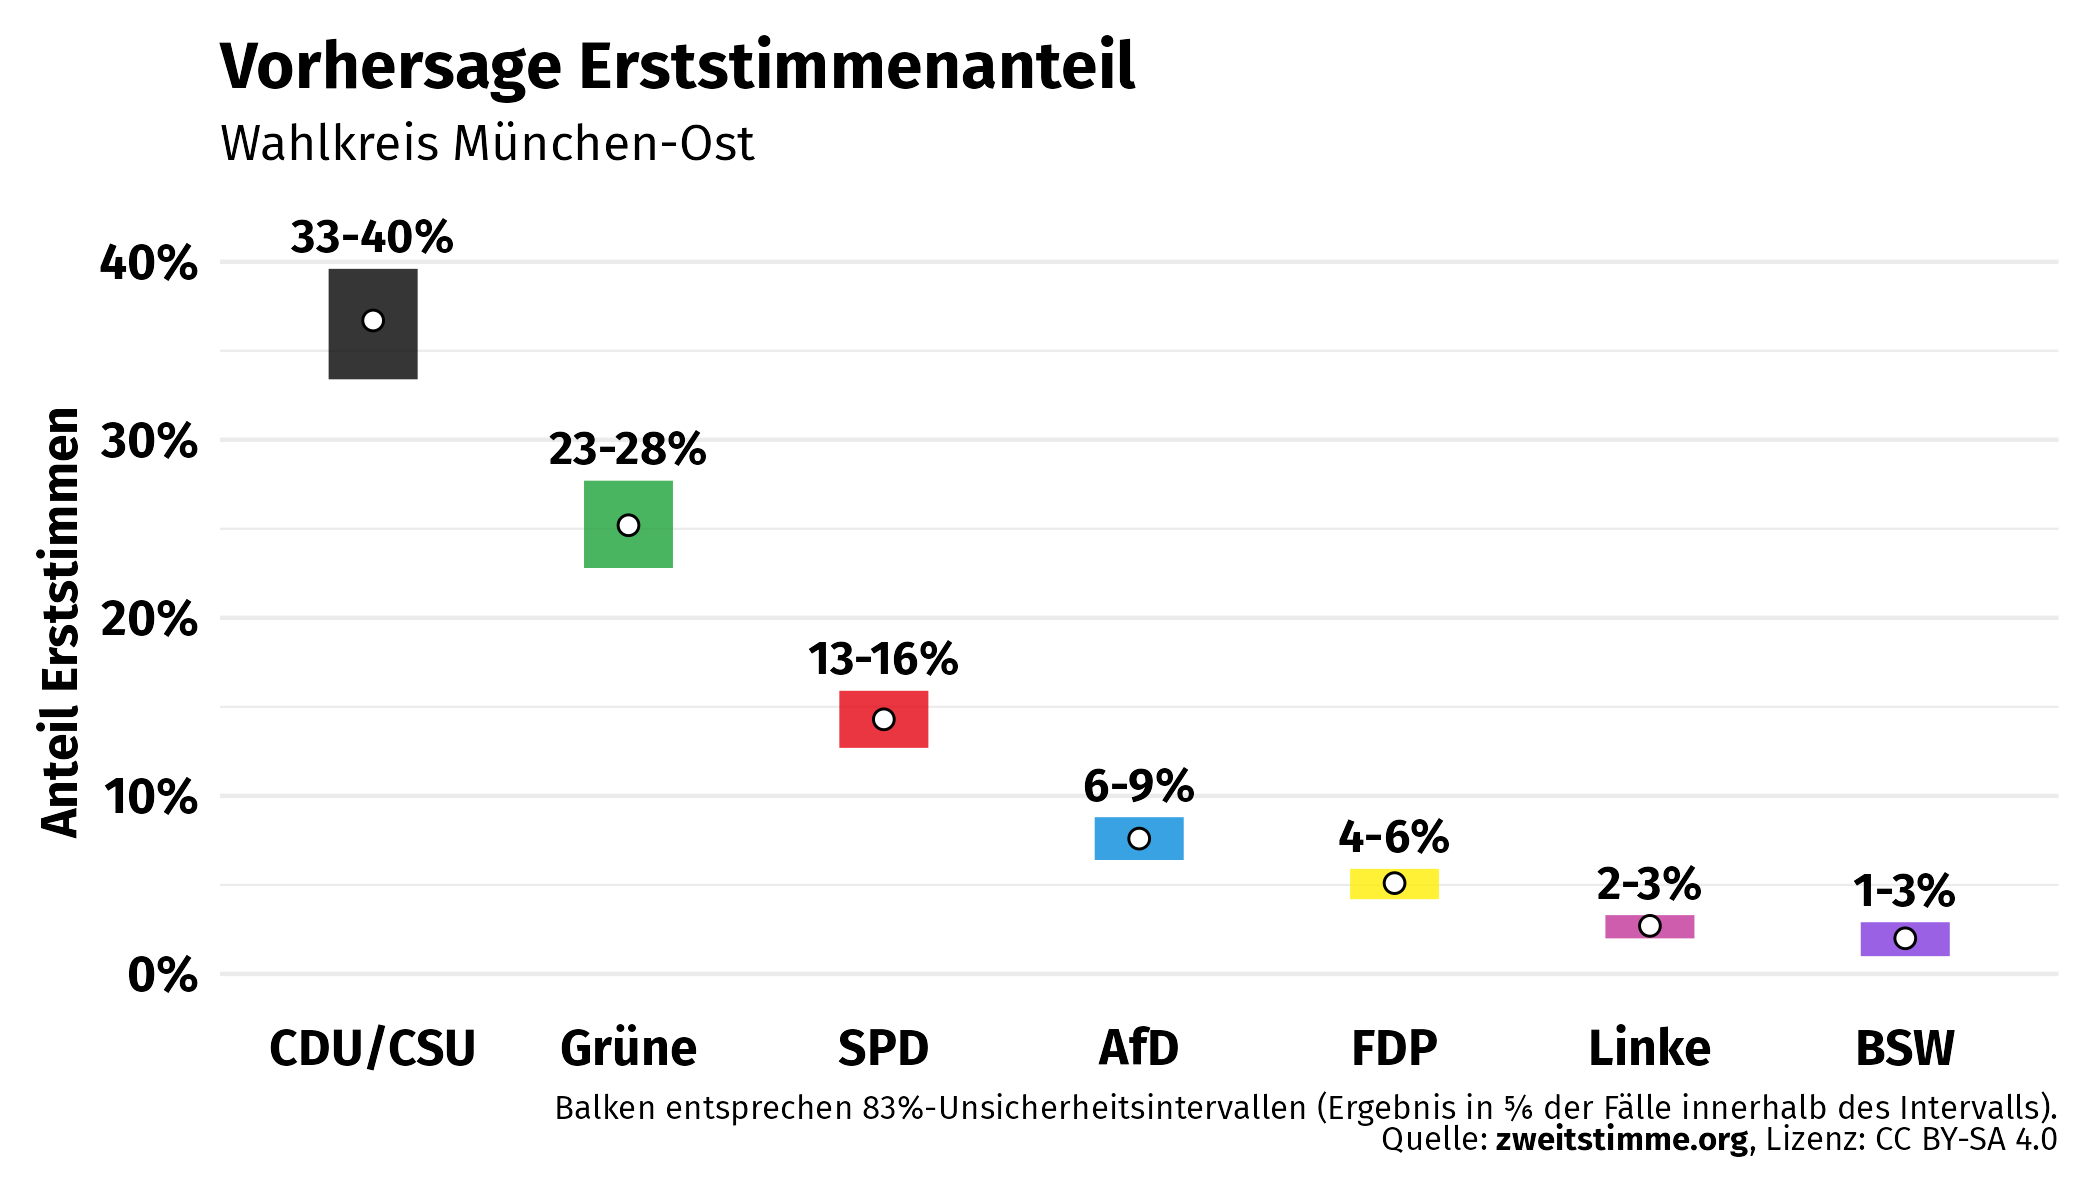 Vorhersage Erststimmenanteil
Wahlkreis München-Ost
Anteil Erststimmen
40%
30%
20%
10%
0%
33-40%
23-28%
13-16%
6-9%
4-6%
2-3%
1-3%
CDU/CSU
Grüne
SPD
AfD
FDP
Linke
BSW
Balken entsprechen 83%-Unsicherheitsintervallen (Ergebnis in ⅚ der Fälle innerhalb des Intervalls).
Quelle: zweitstimme.org, Lizenz: CC BY-SA 4.0